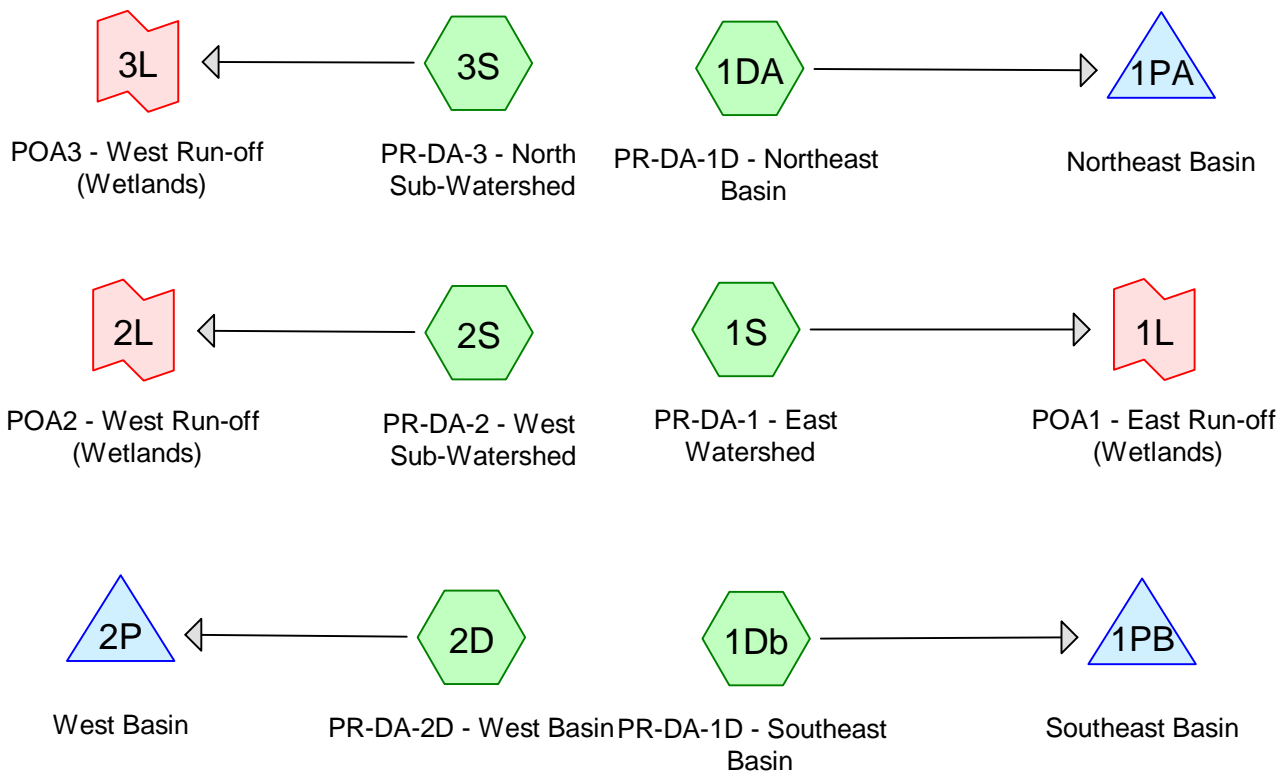 3L
3S
1DA
1PA
POA3 - West Run-off
(Wetlands)
PR-DA-3 - North
Sub-Watershed
PR-DA-1D - Northeast
Basin
Northeast Basin
2L
2S
1S
1L
POA2 - West Run-off
(Wetlands)
PR-DA-2 - West
Sub-Watershed
PR-DA-1 - East
Watershed
POA1 - East Run-off
(Wetlands)
2P
2D
1Db
1PB
West Basin
PR-DA-2D - West Basin
PR-DA-1D - Southeast
Basin
Southeast Basin